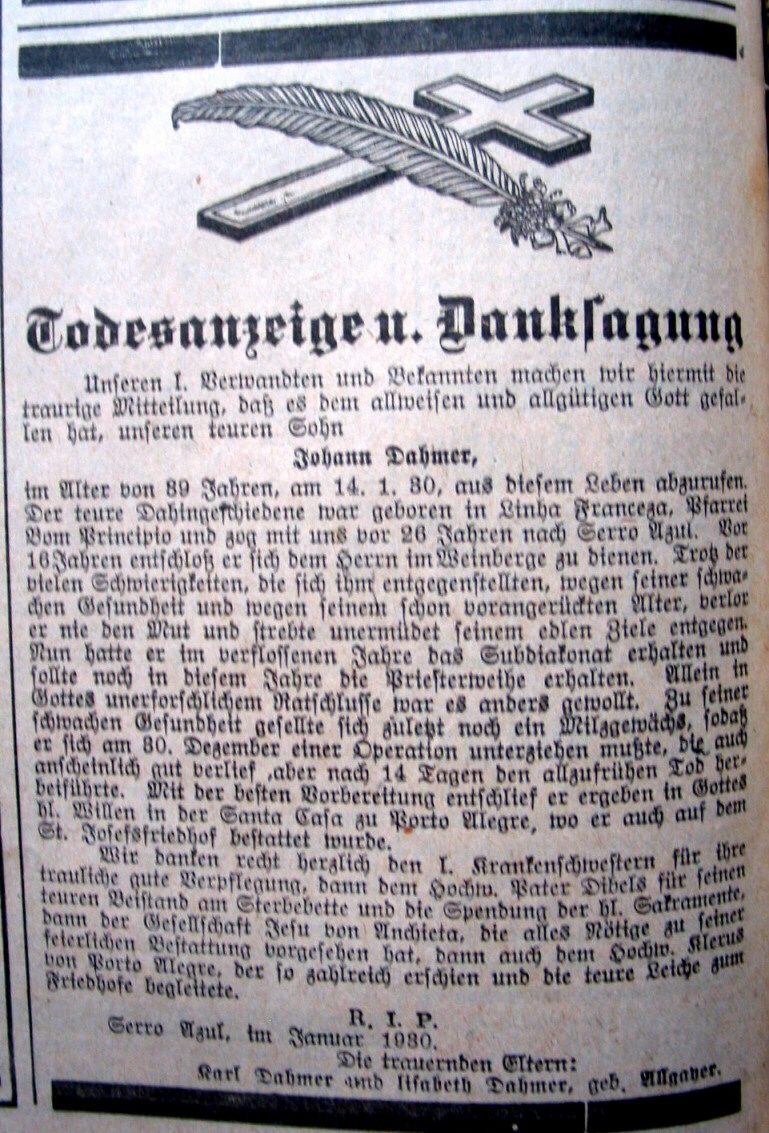 Todesanzeige u. Danksagung
Unseren l. Verwandten und Bekannten machen wir hiermit die
traurige Mitteilung, daß es dem allweisen und allgütigen Gott gefal-
len hat, unseren teuren Sohn
Johann Dahmer,
im Alter von 39 Jahren, am 14. 1. 30, aus diesem Leben abzurufen.
Der teure Dahingeschiedene war geboren in Linha Franceza, Pfarrei
Bom Principio und zog mit uns vor 26 Jahren nach Serro Azul. Vor
16 Jahren entschloß er sich dem Herrn im Weinberge zu dienen. Trotz der
vielen Schwierigkeiten, die sich ihm entgegenstellten, wegen seiner schwa-
chen Gesundheit und wegen seinem schon vorangerückten Alter, verlor
er nie den Mut und strebte unermüdet seinem edlen Ziele entgegen.
Nun hatte er im verflossenen Jahre das Subdiakonat erhalten und
sollte noch in diesem Jahre die Priesterweihe erhalten. Allein in
Gottes unerforschlichem Ratschlusse war es anders gewollt. Zu seiner
schwachen Gesundheit gesellte sich zuletzt noch ein Milzgewächs, sodaß
er sich am 30. Dezember einer Operation unterziehen mußte, die auch
anscheinlich gut verlief ,aber nach 14 Tagen den allzufrühen Tod her-
beiführte. Mit der besten Vorbereitung entschlief er ergeben in Gottes
hl. Willen in der Santa Casa zu Porto Alegre, wo er auch auf dem
St. Josefsfriedhof bestattet wurde.
Wir danken recht herzlich den l. Krankenschwestern für ihre
trauliche gute Verpflegung, dann dem Hochw. Pater Dibels für seinen
teuren Beistand am Sterbebette und die Spendung der hl. Sakramente,
dann der Gesellschaft Jesu von Anchieta, die alles Nötige zu seiner
feierlichen Bestattung vorgesehen hat, dann auch dem Hochw. Klerus
von Porto Alegre, der so zahlreich erschien und die teure Leiche zum
Friedhofe begleitete.
R. I. P.
Serro Azul, im Januar 1930.
Die trauernden Eltern:
Karl Dahmer und lisabeth Dahmer, geb. Allgayer.